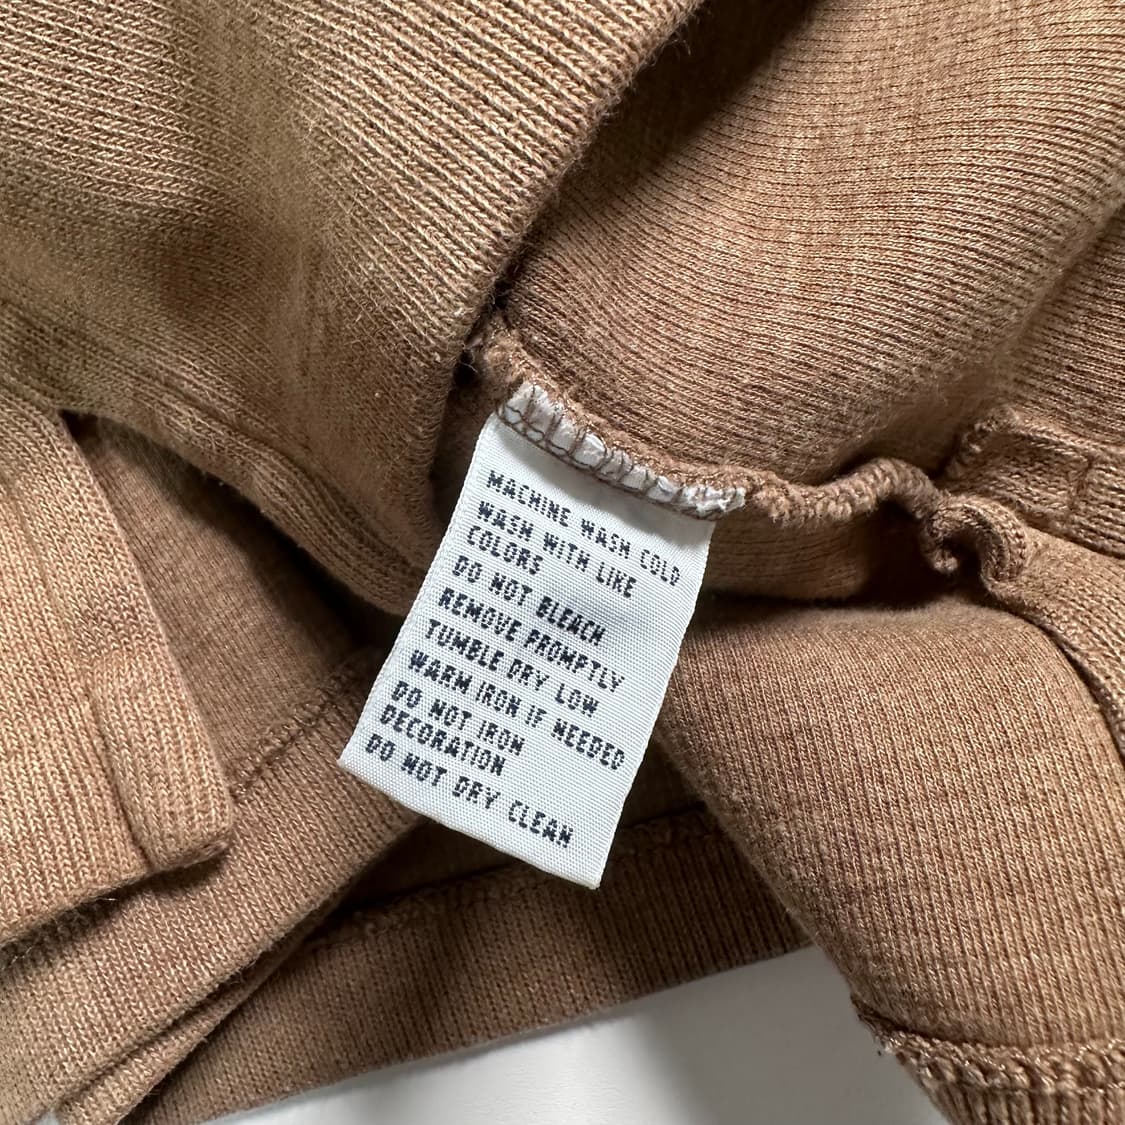 MACHINE WASH COLD
WASH WITH LIKE
COLORS
DO NOT BLEACH
REMOVE PROMPTLY
TUMBLE DRY LOW
WARM IRON IF NEEDED
DO NOT IRON
DECORATION
DO NOT DRY CLEAN